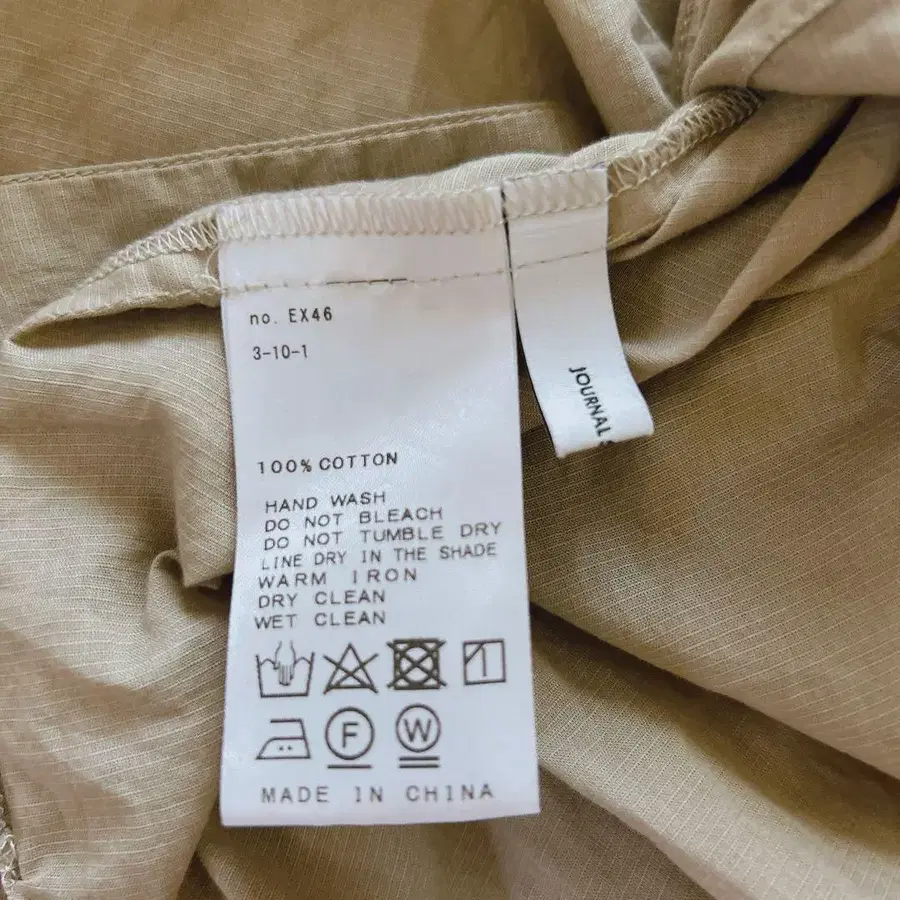 no. EX46
3-10-1
100% COTTON
HAND WASH
DO NOT BLEACH
DO NOT TUMBLE DRY
LINE DRY IN THE SHADE
WARM IRON
DRY CLEAN
WET CLEAN
F W
MADE IN CHINA
JOURNAL